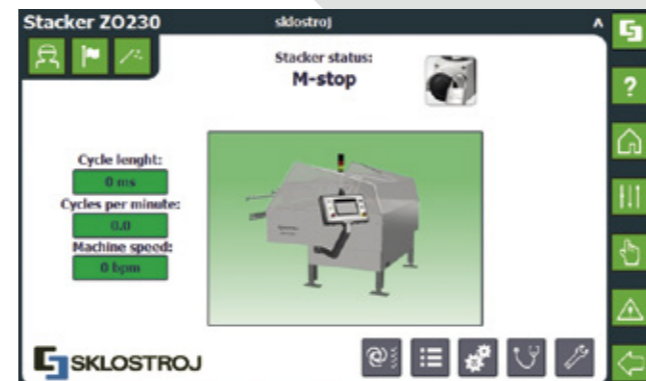 Stacker ZO230
sklostroj
Stacker status:
M-stop
Cycle lenght:
0 ms
Cycles per minute:
0.0
Machine speed:
0 bpm
SKLOSTROJ